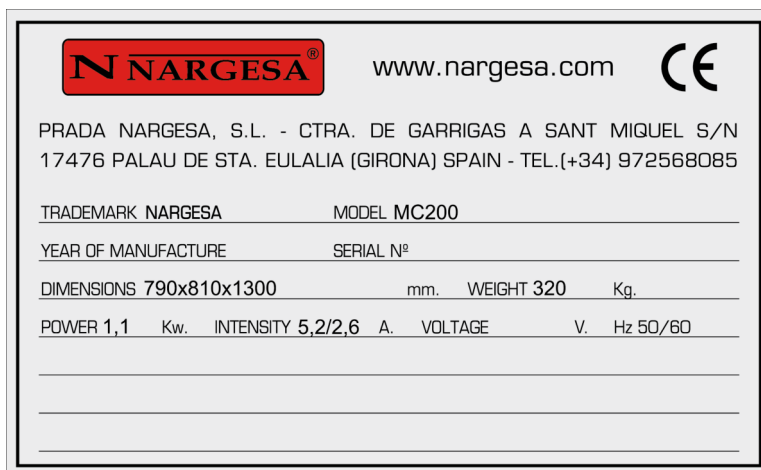 N NARGESA® www.nargesa.com CE
PRADA NARGESA, S.L. - CTRA. DE GARRIGAS A SANT MIQUEL S/N
17476 PALAU DE STA. EULALIA (GIRONA) SPAIN - TEL.(+34) 972568085
TRADEMARK NARGESA MODEL MC200
YEAR OF MANUFACTURE SERIAL Nº
DIMENSIONS 790x810x1300 mm. WEIGHT 320 Kg.
POWER 1,1 Kw. INTENSITY 5,2/2,6 A. VOLTAGE V. Hz 50/60